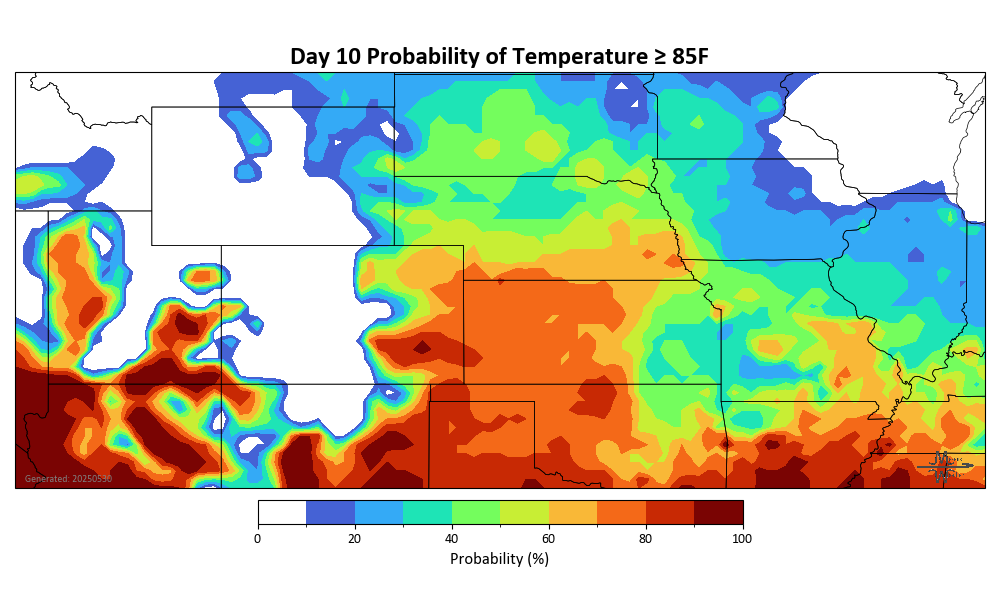 Day 10 Probability of Temperature ≥ 85F
Generated: 20250530
0 20 40 60 80 100
Probability (%)